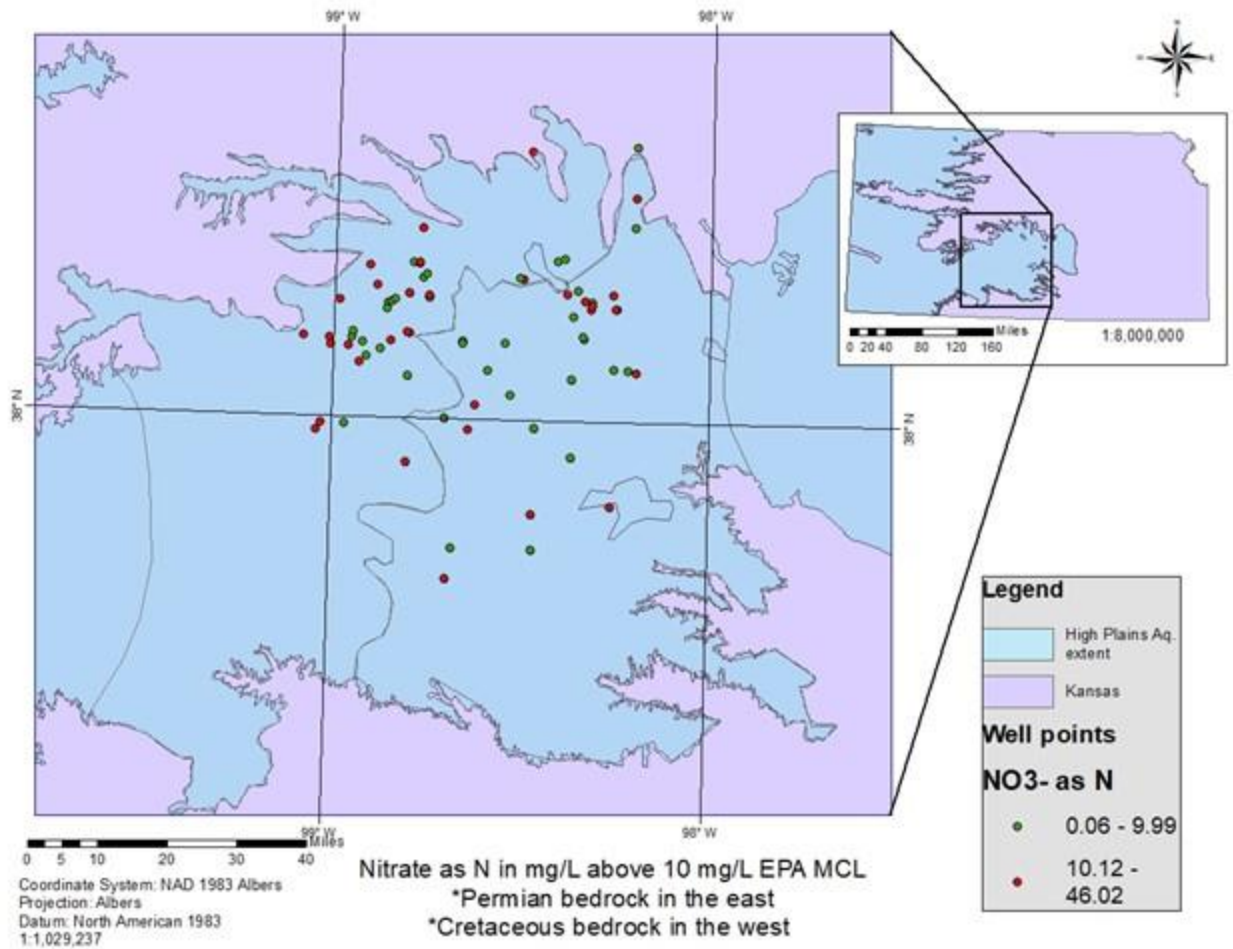 99° W
98° W
38° N
38° N
99° W
98° W
Miles
0 20 40 80 120 160
1:8,000,000
Legend
High Plains Aq.
extent
Kansas
Well points
NO3- as N
0.06 - 9.99
10.12 -
46.02
Miles
0 5 10 20 30 40
Coordinate System: NAD 1983 Albers
Projection: Albers
Datum: North American 1983
1:1,029,237
Nitrate as N in mg/L above 10 mg/L EPA MCL
*Permian bedrock in the east
*Cretaceous bedrock in the west